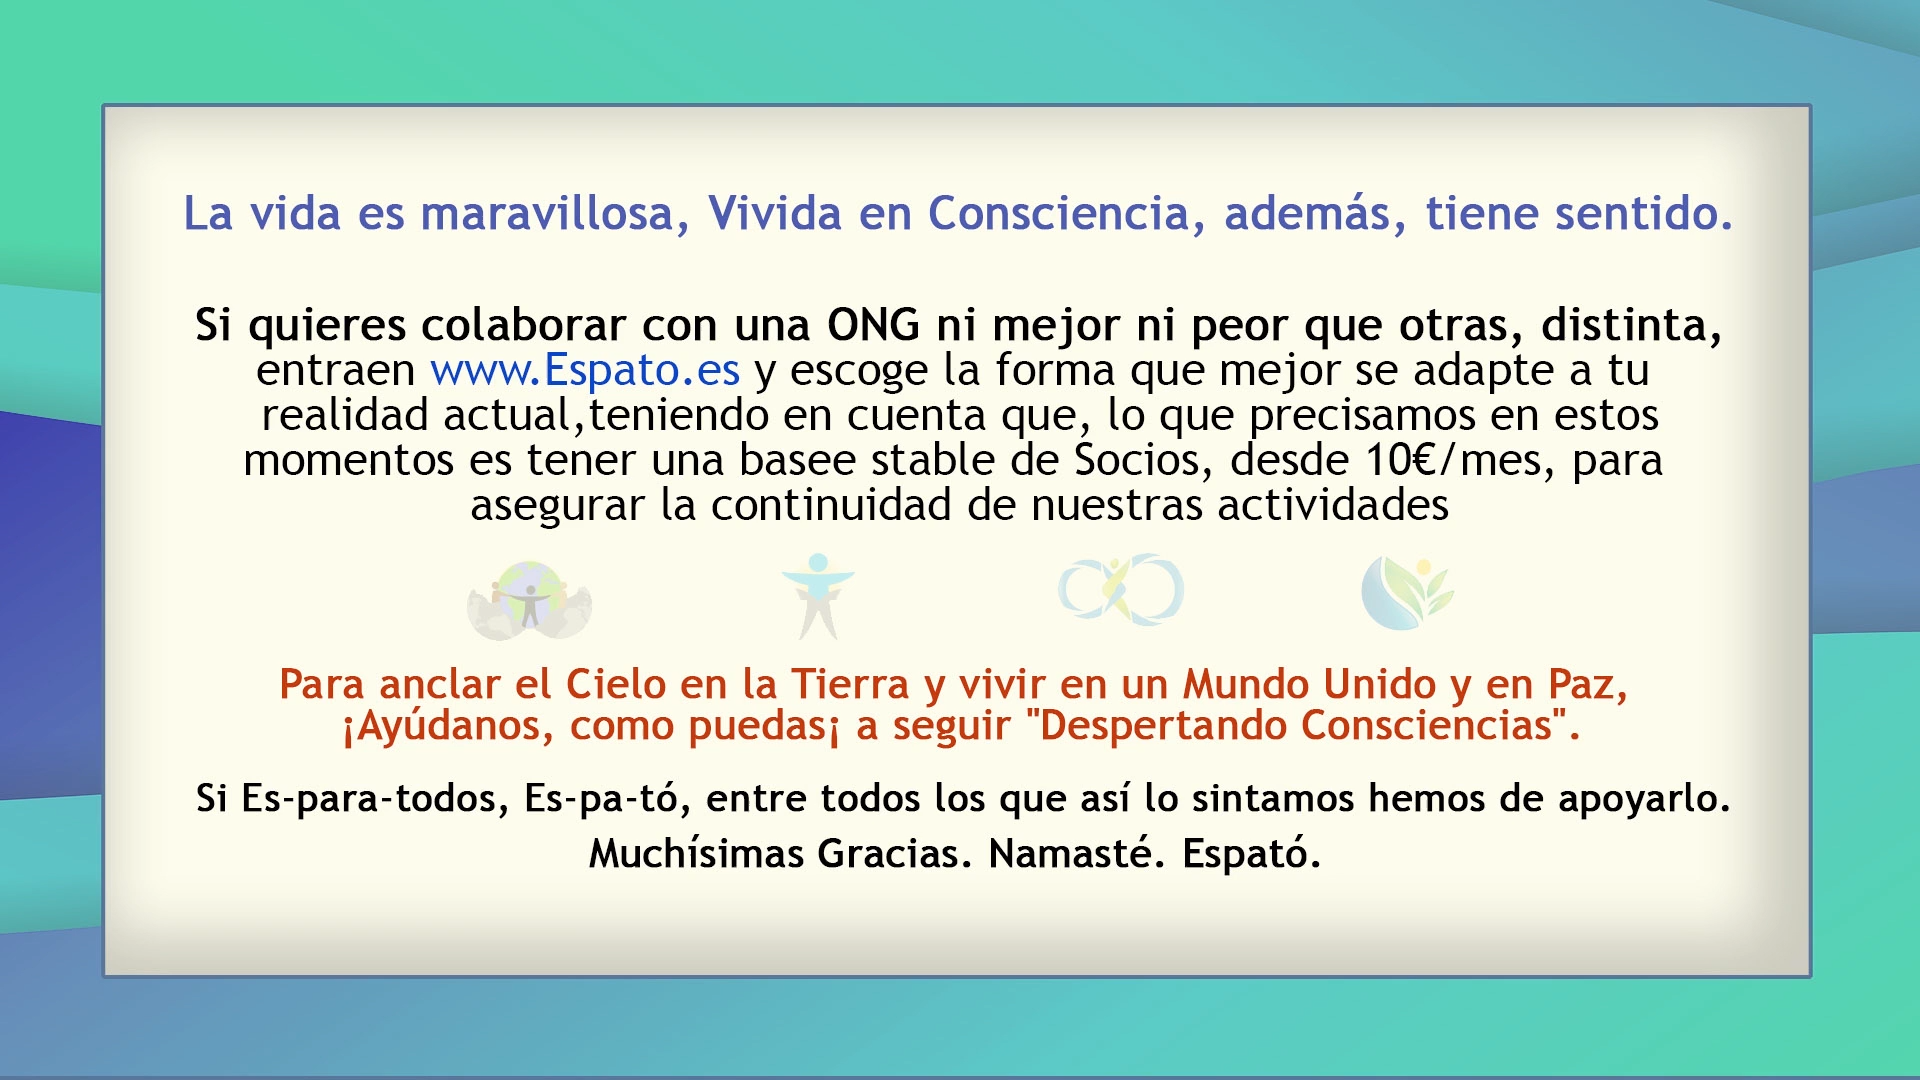 La vida es maravillosa, Vivida en Consciencia, además, tiene sentido.
Si quieres colaborar con una ONG ni mejor ni peor que otras, distinta,
entraen www.Espato.es y escoge la forma que mejor se adapte a tu
realidad actual,teniendo en cuenta que, lo que precisamos en estos
momentos es tener una basee stable de Socios, desde 10€/mes, para
asegurar la continuidad de nuestras actividades
Para anclar el Cielo en la Tierra y vivir en un Mundo Unido y en Paz,
¡Ayúdanos, como puedas¡ a seguir "Despertando Consciencias".
Si Es-para-todos, Es-pa-tó, entre todos los que así lo sintamos hemos de apoyarlo.
Muchísimas Gracias. Namasté. Espató.